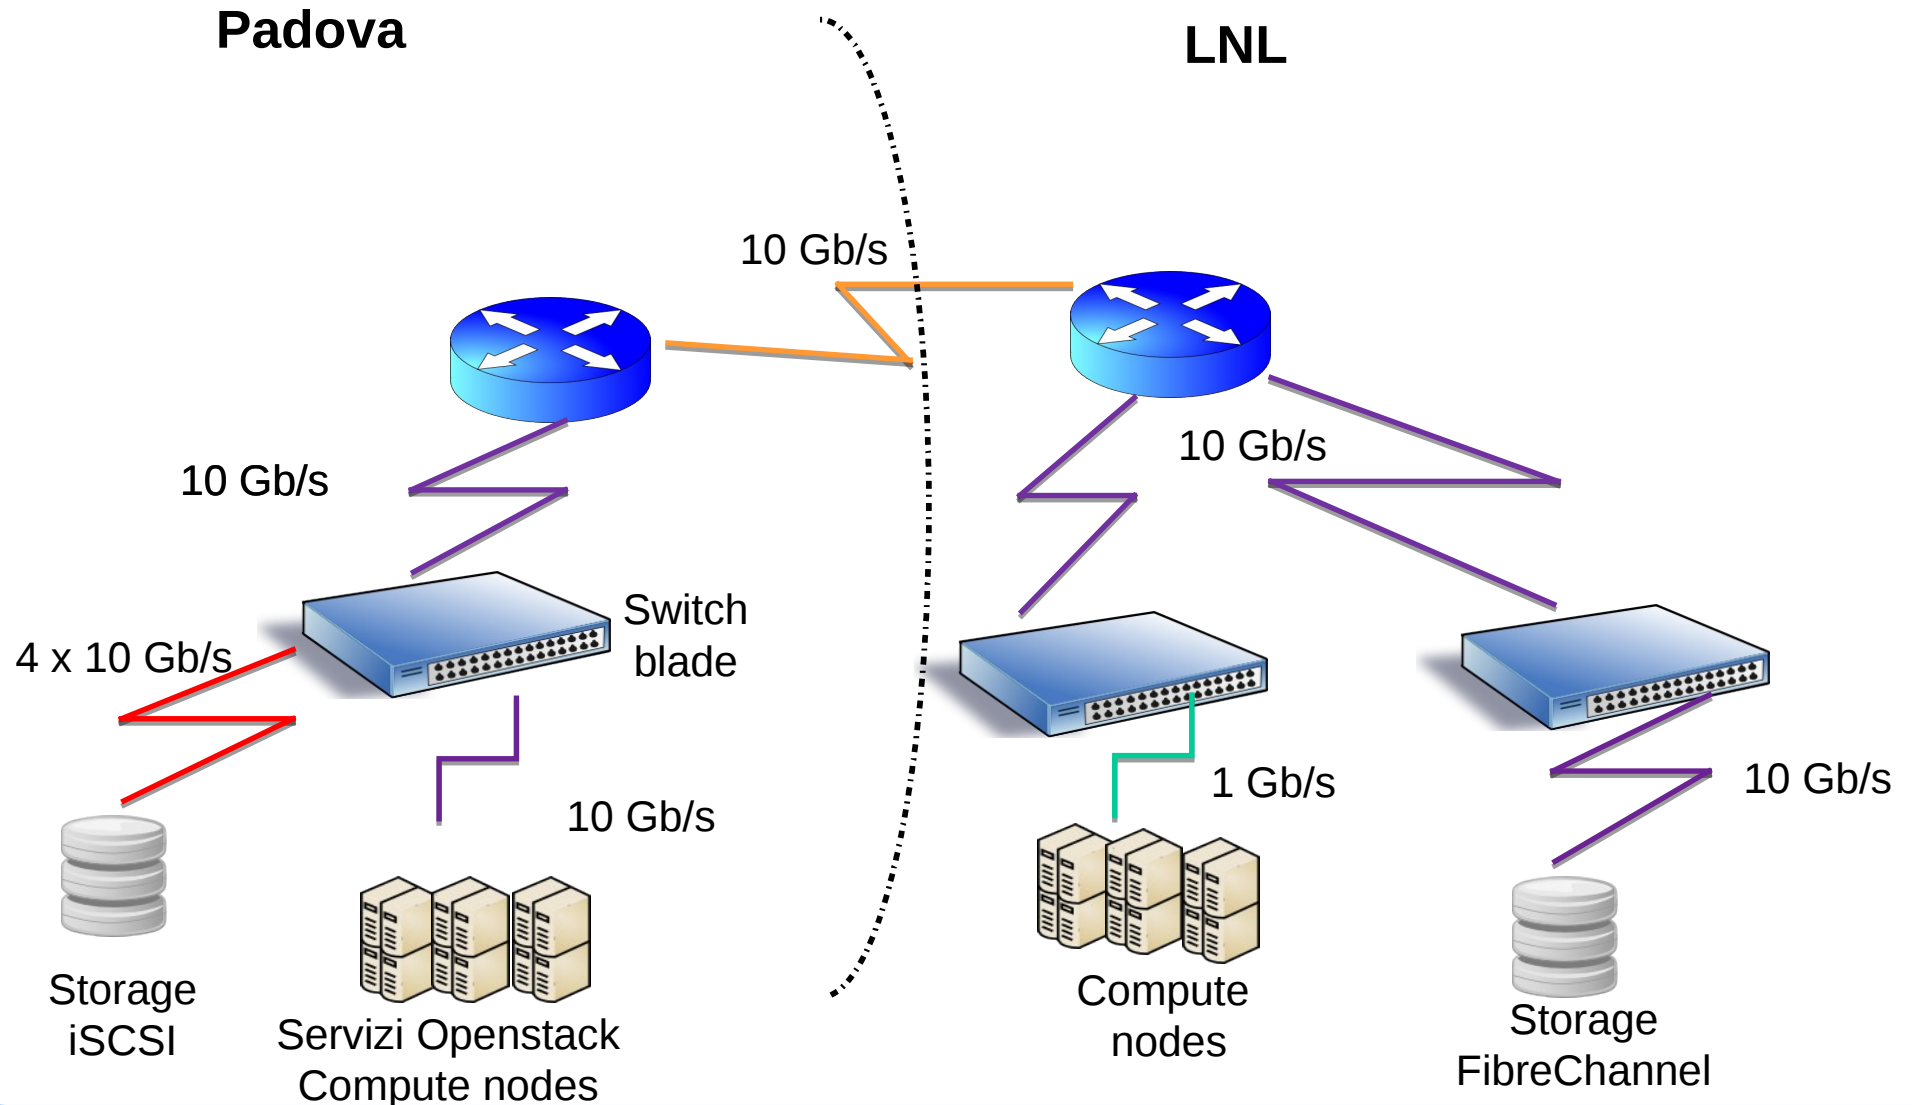 Padova
LNL
10 Gb/s
10 Gb/s
10 Gb/s
Switch
blade
4 x 10 Gb/s
10 Gb/s
1 Gb/s
10 Gb/s
Storage
iSCSI
Servizi Openstack
Compute nodes
Compute
nodes
Storage
FibreChannel